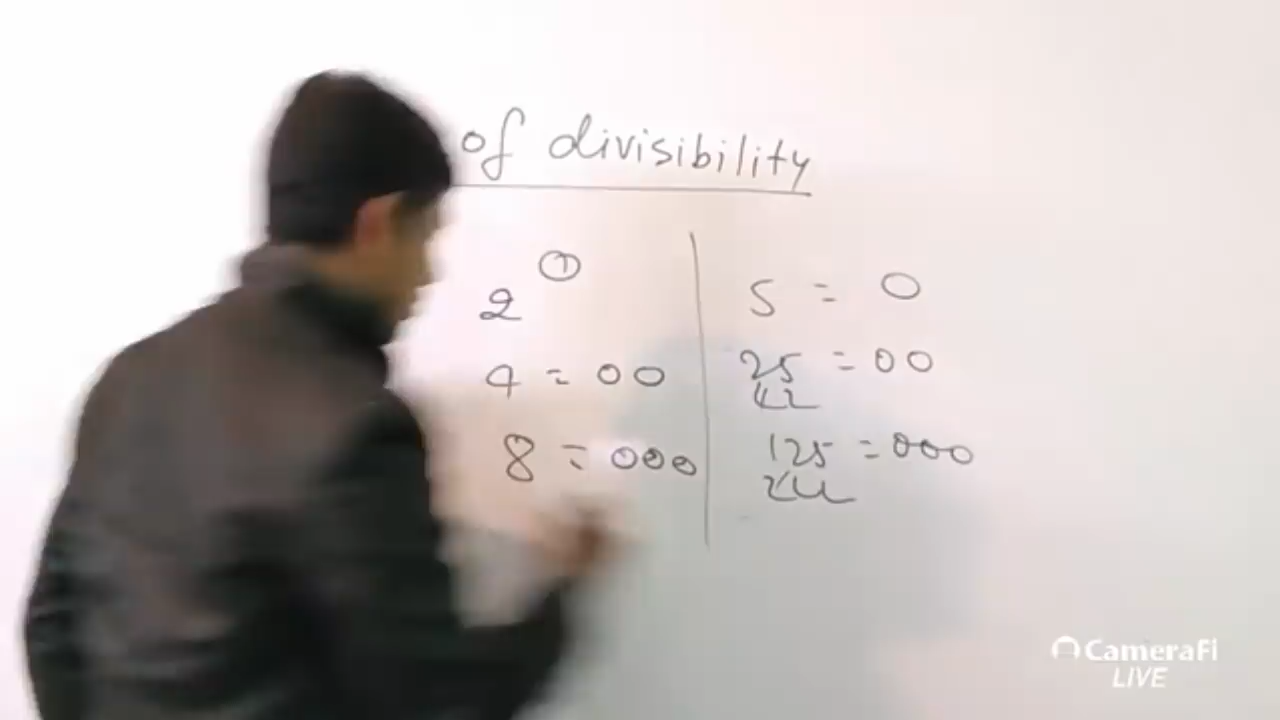 of divisibility
①
2
4 = 00
8 = 000
5 = 0
25 = 00
125 = 000
CameraFi
LIVE